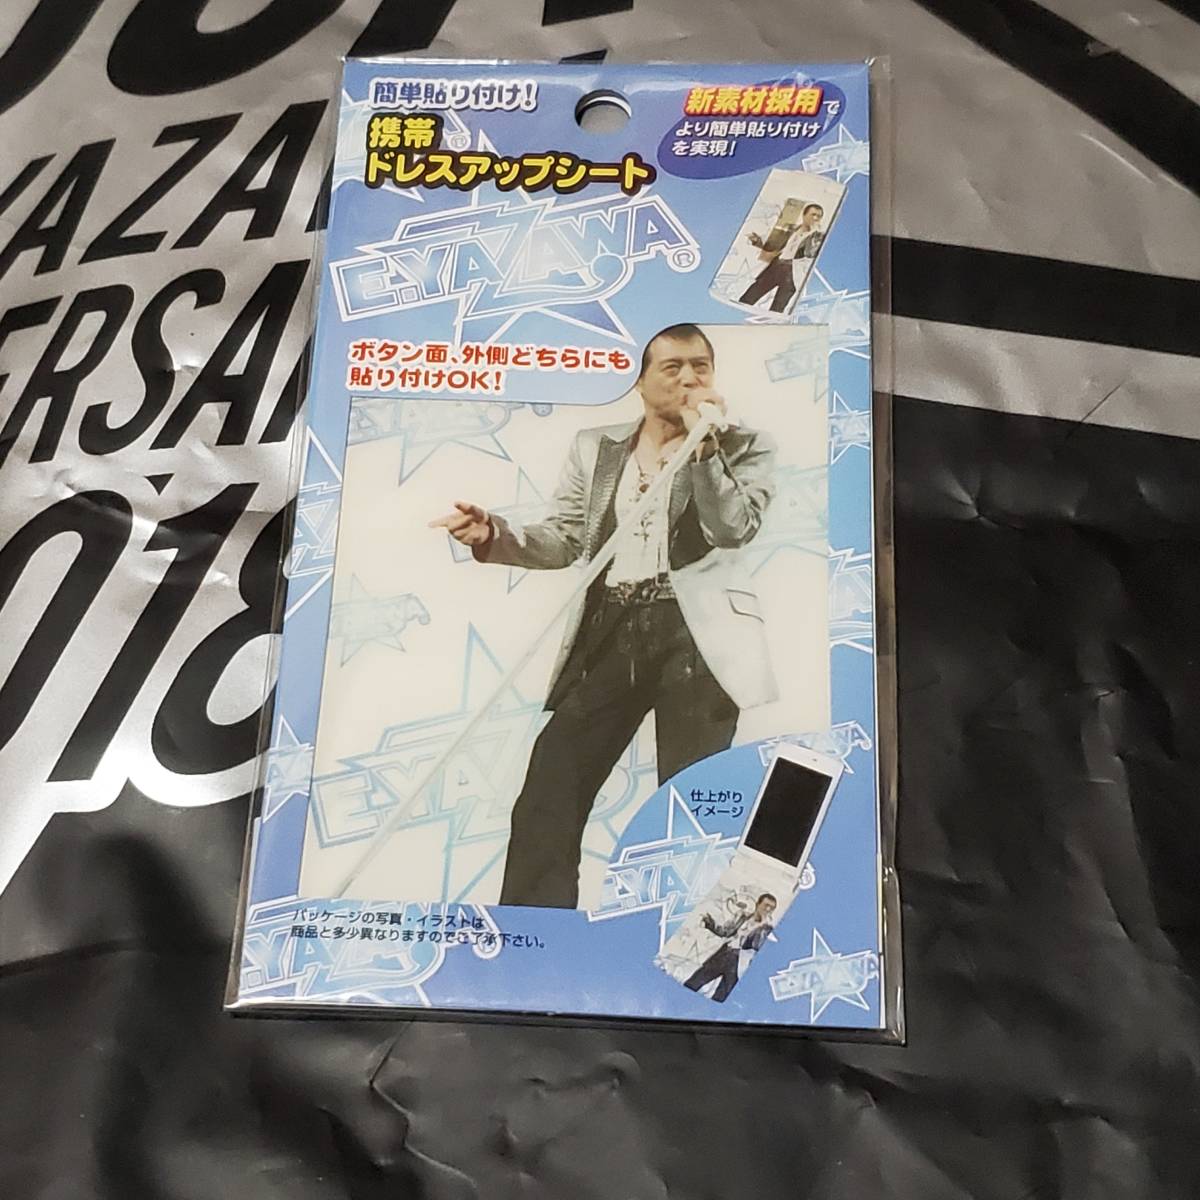 簡単貼り付け!
携帯
ドレスアップシート
新素材採用で
より簡単貼り付け
を実現!
E.YAZAWA®
ボタン面、外側どちらにも
貼り付けOK!
仕上がり
イメージ
パッケージの写真・イラストは
商品と多少異なりますのでご了承下さい。
E.YAZAWA